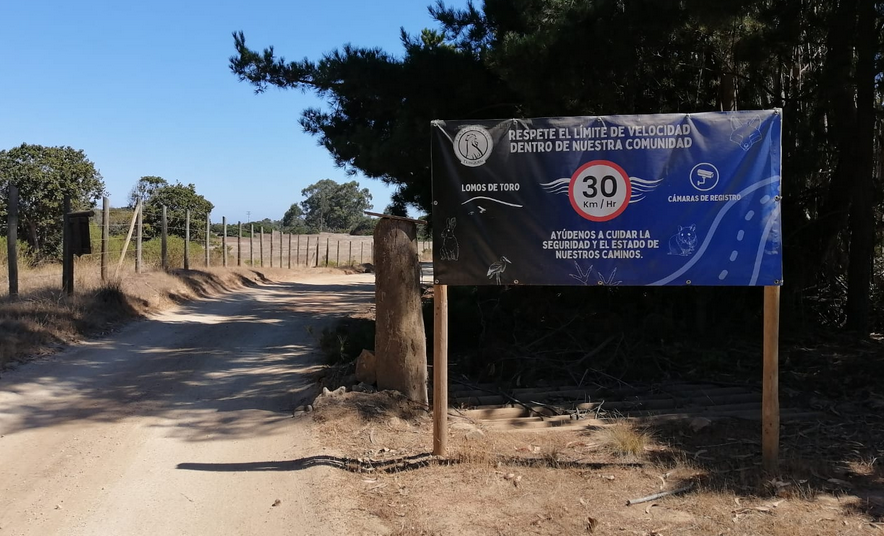 RESPETE EL LÍMITE DE VELOCIDAD
DENTRO DE NUESTRA COMUNIDAD
LOMOS DE TORO
30
Km / Hr
CÁMARAS DE REGISTRO
AYÚDENOS A CUIDAR LA
SEGURIDAD Y EL ESTADO DE
NUESTROS CAMINOS.